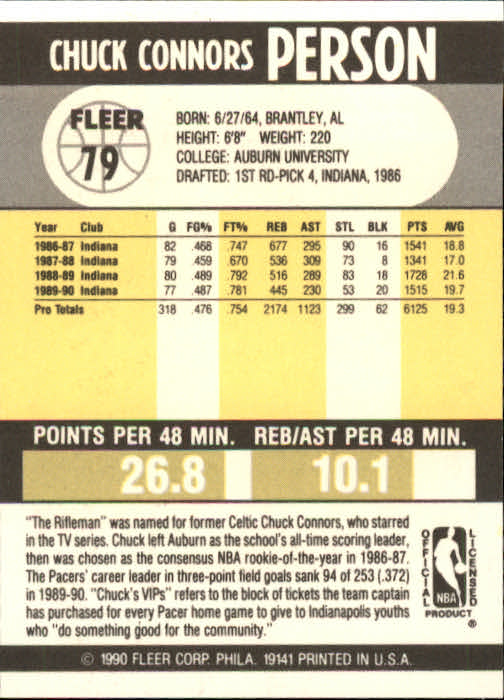 CHUCK CONNORS PERSON
FLEER
79
BORN: 6/27/64, BRANTLEY, AL
HEIGHT: 6'8" WEIGHT: 220
COLLEGE: AUBURN UNIVERSITY
DRAFTED: 1ST RD-PICK 4, INDIANA, 1986
Year Club G FG% FT% REB AST STL BLK PTS AVG
1986-87 Indiana 82 .468 .747 677 295 90 16 1541 18.8
1987-88 Indiana 79 .459 .670 536 309 73 8 1341 17.0
1988-89 Indiana 80 .489 .792 516 289 83 18 1728 21.6
1989-90 Indiana 77 .487 .781 445 230 53 20 1515 19.7
Pro Totals 318 .476 .754 2174 1123 299 62 6125 19.3
POINTS PER 48 MIN. REB/AST PER 48 MIN.
26.8 10.1
"The Rifleman" was named for former Celtic Chuck Connors, who starred
in the TV series. Chuck left Auburn as the school's all-time scoring leader,
then was chosen as the consensus NBA rookie-of-the-year in 1986-87.
The Pacers' career leader in three-point field goals sank 94 of 253 (.372)
in 1989-90. "Chuck's VIPs" refers to the block of tickets the team captain
has purchased for every Pacer home game to give to Indianapolis youths
who "do something good for the community."
OFFICIAL
LICENSED
NBA
PRODUCT
®
© 1990 FLEER CORP. PHILA. 19141 PRINTED IN U.S.A.